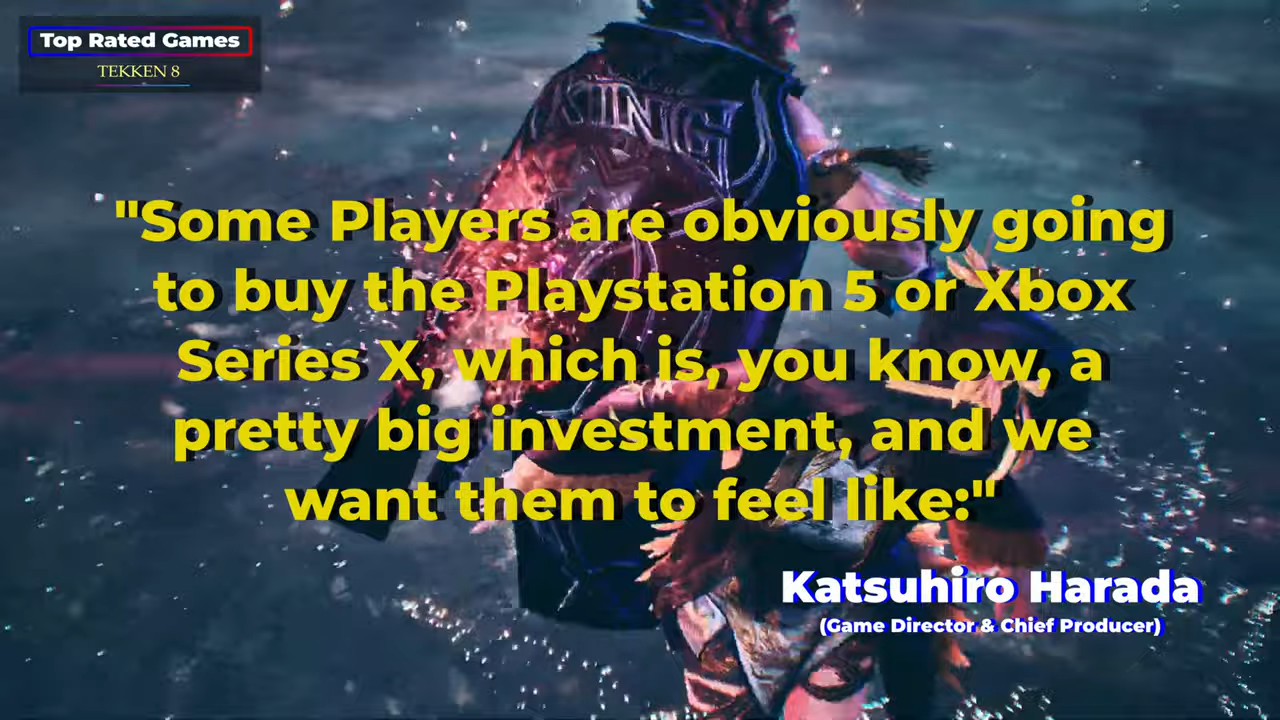 Top Rated Games
TEKKEN 8
KING
"Some Players are obviously going
to buy the Playstation 5 or Xbox
Series X, which is, you know, a
pretty big investment, and we
want them to feel like:"
Katsuhiro Harada
(Game Director & Chief Producer)